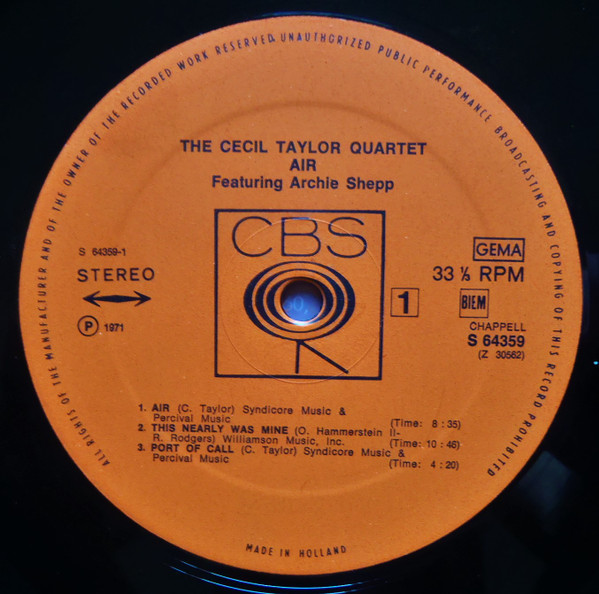 ALL RIGHTS OF THE MANUFACTURER AND OF THE OWNER OF THE RECORDED WORK RESERVED. UNAUTHORIZED PUBLIC PERFORMANCE BROADCASTING AND COPYING OF THIS RECORD PROHIBITED
THE CECIL TAYLOR QUARTET
AIR
Featuring Archie Shepp
CBS
S 64359-1
STEREO
P 1971
GEMA
33 ⅓ RPM
1
BIEM
CHAPPELL
S 64359
(Z 30562)
1. AIR (C. Taylor) Syndicore Music &
Percival Music (Time: 8 : 35)
2. THIS NEARLY WAS MINE (O. Hammerstein II-
R. Rodgers) Williamson Music, Inc. (Time: 10 : 46)
3. PORT OF CALL (C. Taylor) Syndicore Music &
Percival Music (Time: 4 : 20)
MADE IN HOLLAND